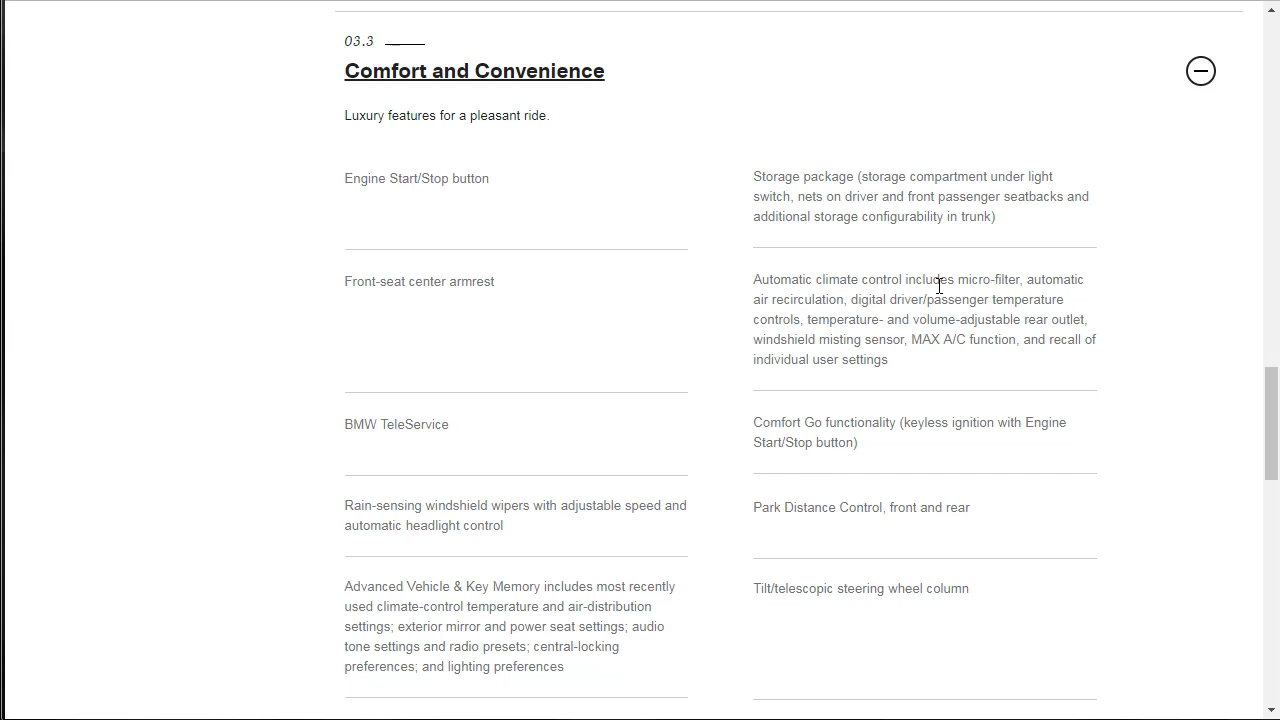 03.3
Comfort and Convenience
Luxury features for a pleasant ride.
Engine Start/Stop button
Storage package (storage compartment under light
switch, nets on driver and front passenger seatbacks and
additional storage configurability in trunk)
Front-seat center armrest
Automatic climate control includes micro-filter, automatic
air recirculation, digital driver/passenger temperature
controls, temperature- and volume-adjustable rear outlet,
windshield misting sensor, MAX A/C function, and recall of
individual user settings
BMW TeleService
Comfort Go functionality (keyless ignition with Engine
Start/Stop button)
Rain-sensing windshield wipers with adjustable speed and
automatic headlight control
Park Distance Control, front and rear
Advanced Vehicle & Key Memory includes most recently
used climate-control temperature and air-distribution
settings; exterior mirror and power seat settings; audio
tone settings and radio presets; central-locking
preferences; and lighting preferences
Tilt/telescopic steering wheel column